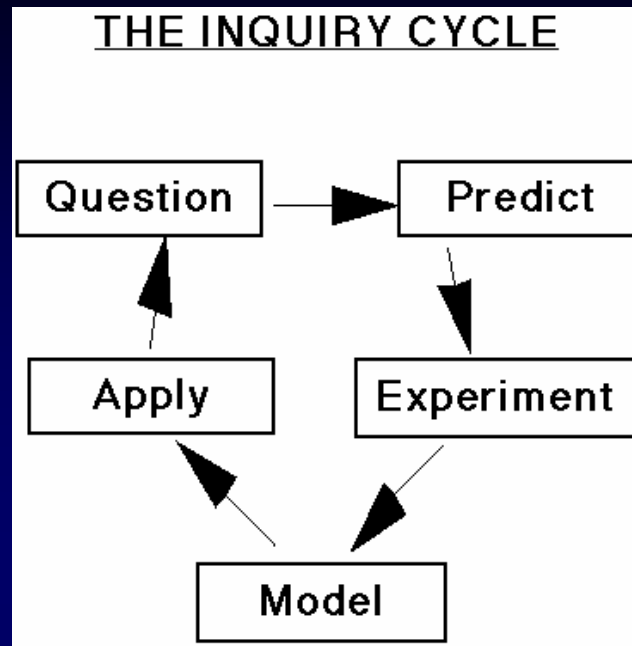 THE INQUIRY CYCLE
Question
Predict
Experiment
Model
Apply